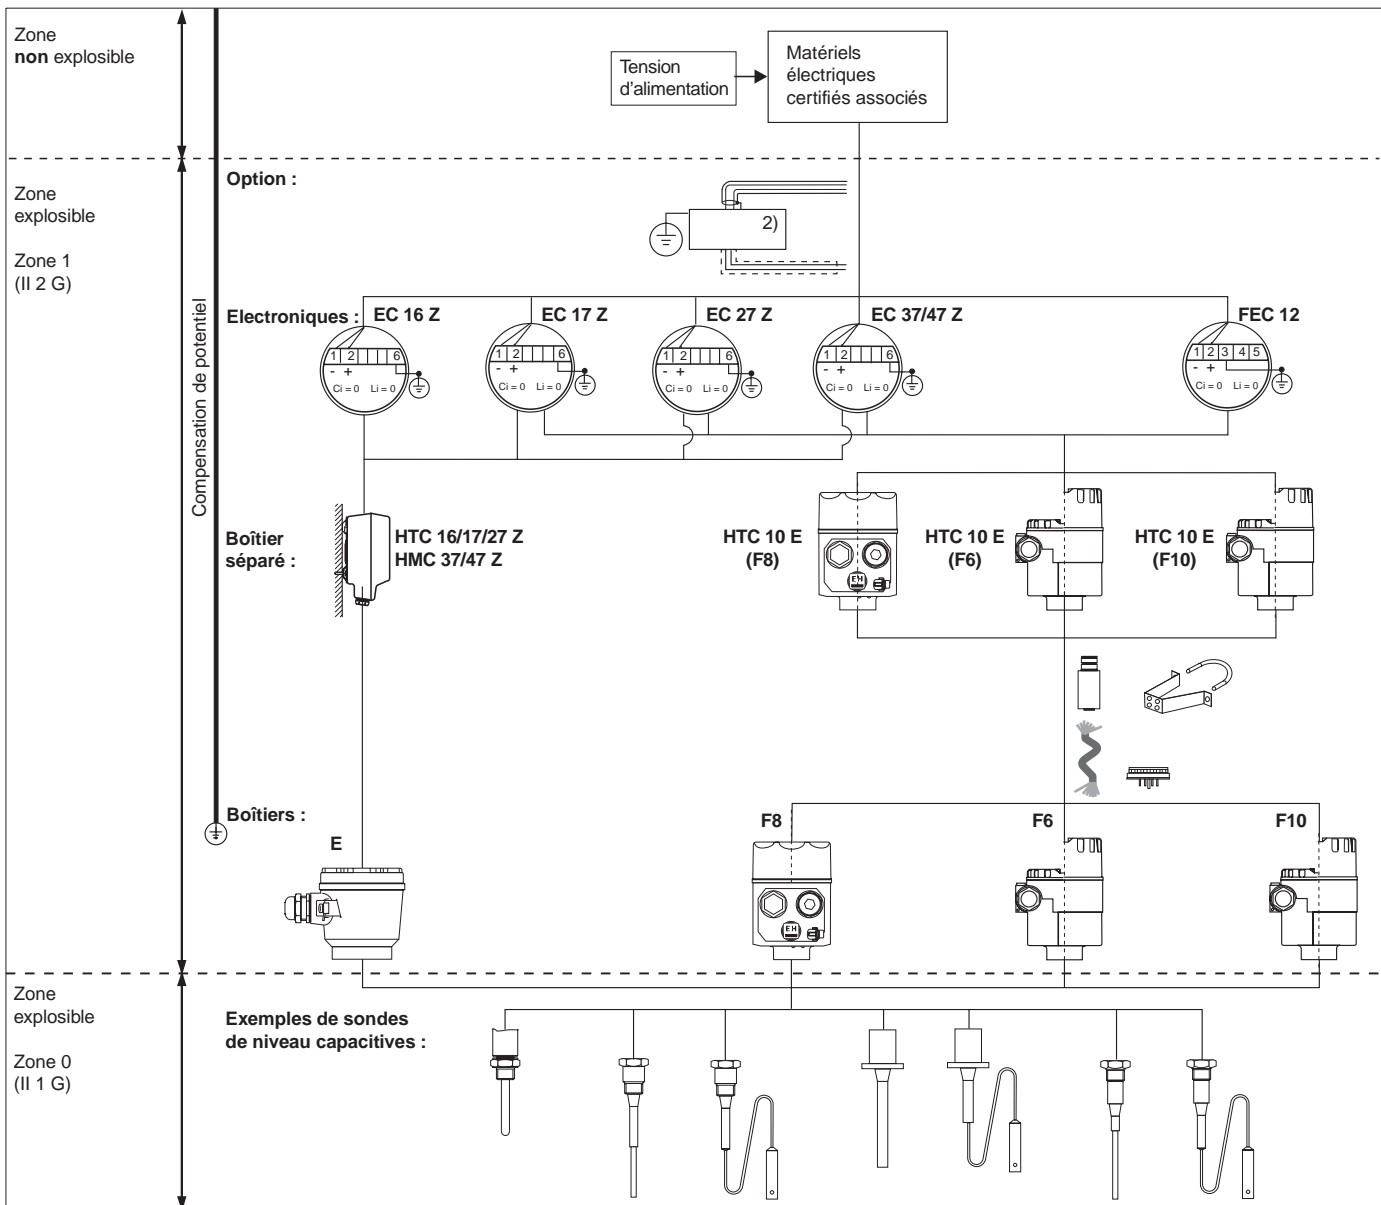 Zone
non explosible
Tension
d'alimentation
Matériels
électriques
certifiés associés
Zone
explosible
Zone 1
(II 2 G)
Compensation de potentiel
Option :
2)
Electroniques :
EC 16 Z
EC 17 Z
EC 27 Z
EC 37/47 Z
FEC 12
1 2 6
- +
Ci = 0 Li = 0
1 2 6
- +
Ci = 0 Li = 0
1 2 6
- +
Ci = 0 Li = 0
1 2 6
- +
Ci = 0 Li = 0
1 2 3 4 5
- +
Ci = 0 Li = 0
Boîtier
séparé :
HTC 16/17/27 Z
HMC 37/47 Z
HTC 10 E
(F8)
EH
HTC 10 E
(F6)
HTC 10 E
(F10)
Boîtiers :
E
F8
EH
F6
F10
Zone
explosible
Zone 0
(II 1 G)
Exemples de sondes
de niveau capacitives :